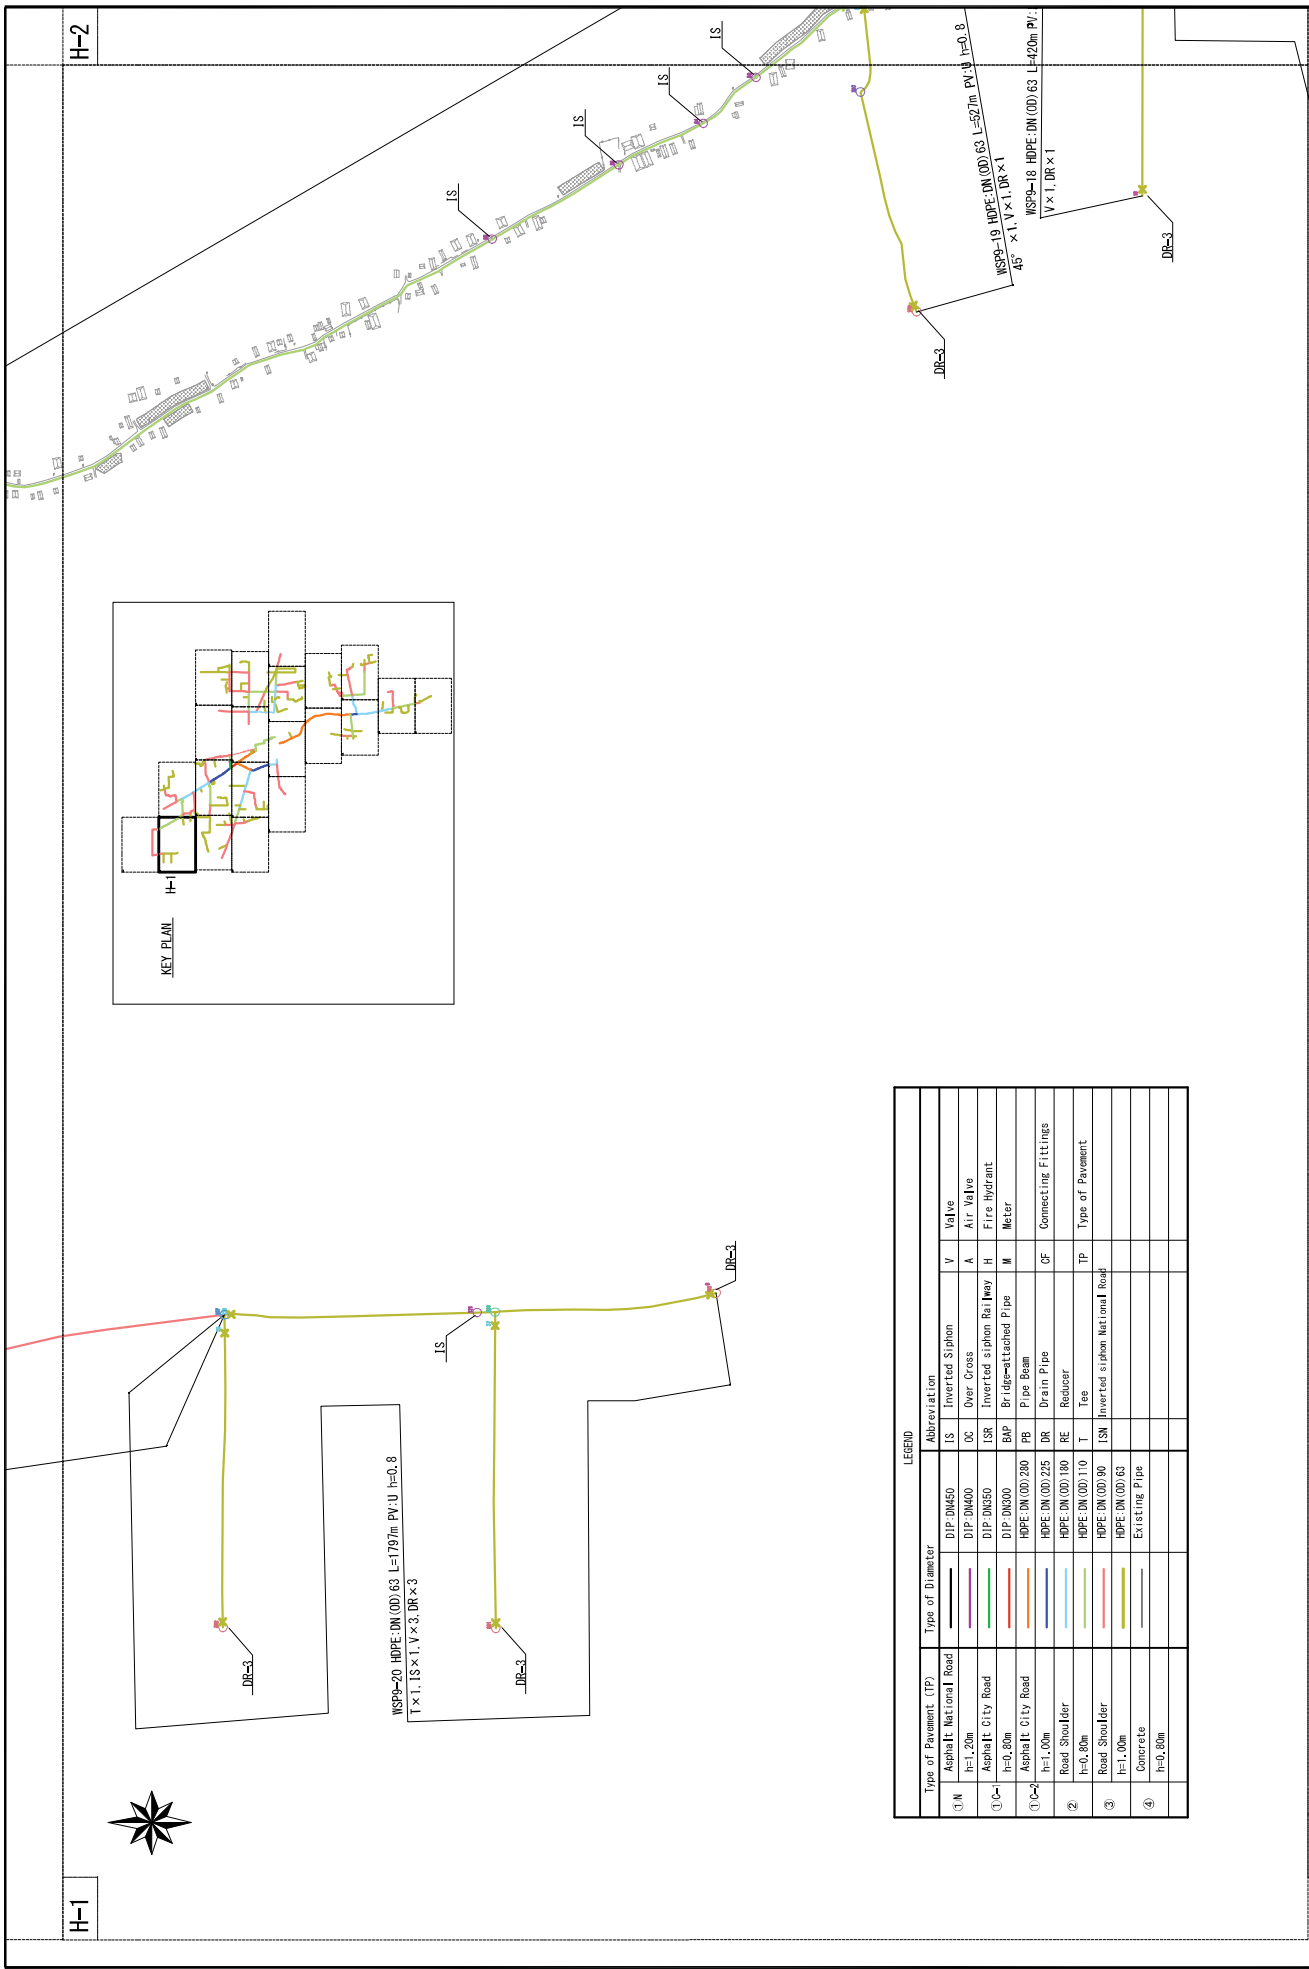 H-1
H-2
IS
IS
IS
IS
WSP9-19 HDPE:DN(OD)63 L=527m PV:U h=0.8
45° ×1, V×1, DR×1
WSP9-18 HDPE:DN(OD)63 L=420m PV:
V×1, DR×1
DR-3
DR-3
KEY PLAN
H-1
IS
DR-3
DR-3
DR-3
WSP9-20 HDPE:DN(OD)63 L=1797m PV:U h=0.8
T×1, IS×1, V×3, DR×3
LEGEND
Type of Pavement (TP) Type of Diameter Abbreviation
①N Asphalt National Road DIP:DN450 IS Inverted Siphon V Valve
h=1.20m DIP:DN400 OC Over Cross A Air Valve
①C-1 Asphalt City Road DIP:DN350 ISR Inverted siphon Railway H Fire Hydrant
h=0.80m DIP:DN300 BAP Bridge-attached Pipe M Meter
①C-2 Asphalt City Road HDPE:DN(OD)280 PB Pipe Beam
h=1.00m HDPE:DN(OD)225 DR Drain Pipe CF Connecting Fittings
② Road Shoulder HDPE:DN(OD)180 RE Reducer
h=0.80m HDPE:DN(OD)110 T Tee TP Type of Pavement
③ Road Shoulder HDPE:DN(OD)90 ISN Inverted siphon National Road
h=1.00m HDPE:DN(OD)63
④ Concrete Existing Pipe
h=0.80m